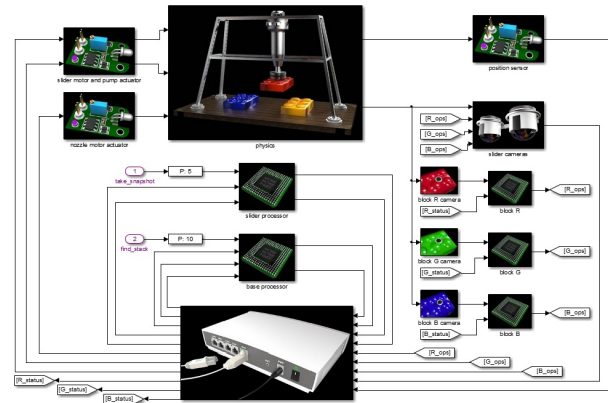 slider motor and pump actuator
nozzle motor actuator
physics
position sensor
[R_ops]
[G_ops]
[B_ops]
slider cameras
1
take_snapshot
P: 5
slider processor
2
find_stack
P: 10
base processor
block R camera
[R_status]
block R
[R_ops]
block G camera
[G_status]
block G
[G_ops]
block B camera
[B_status]
block B
[B_ops]
[R_ops]
[G_ops]
[B_ops]
[R_status]
[G_status]
[B_status]